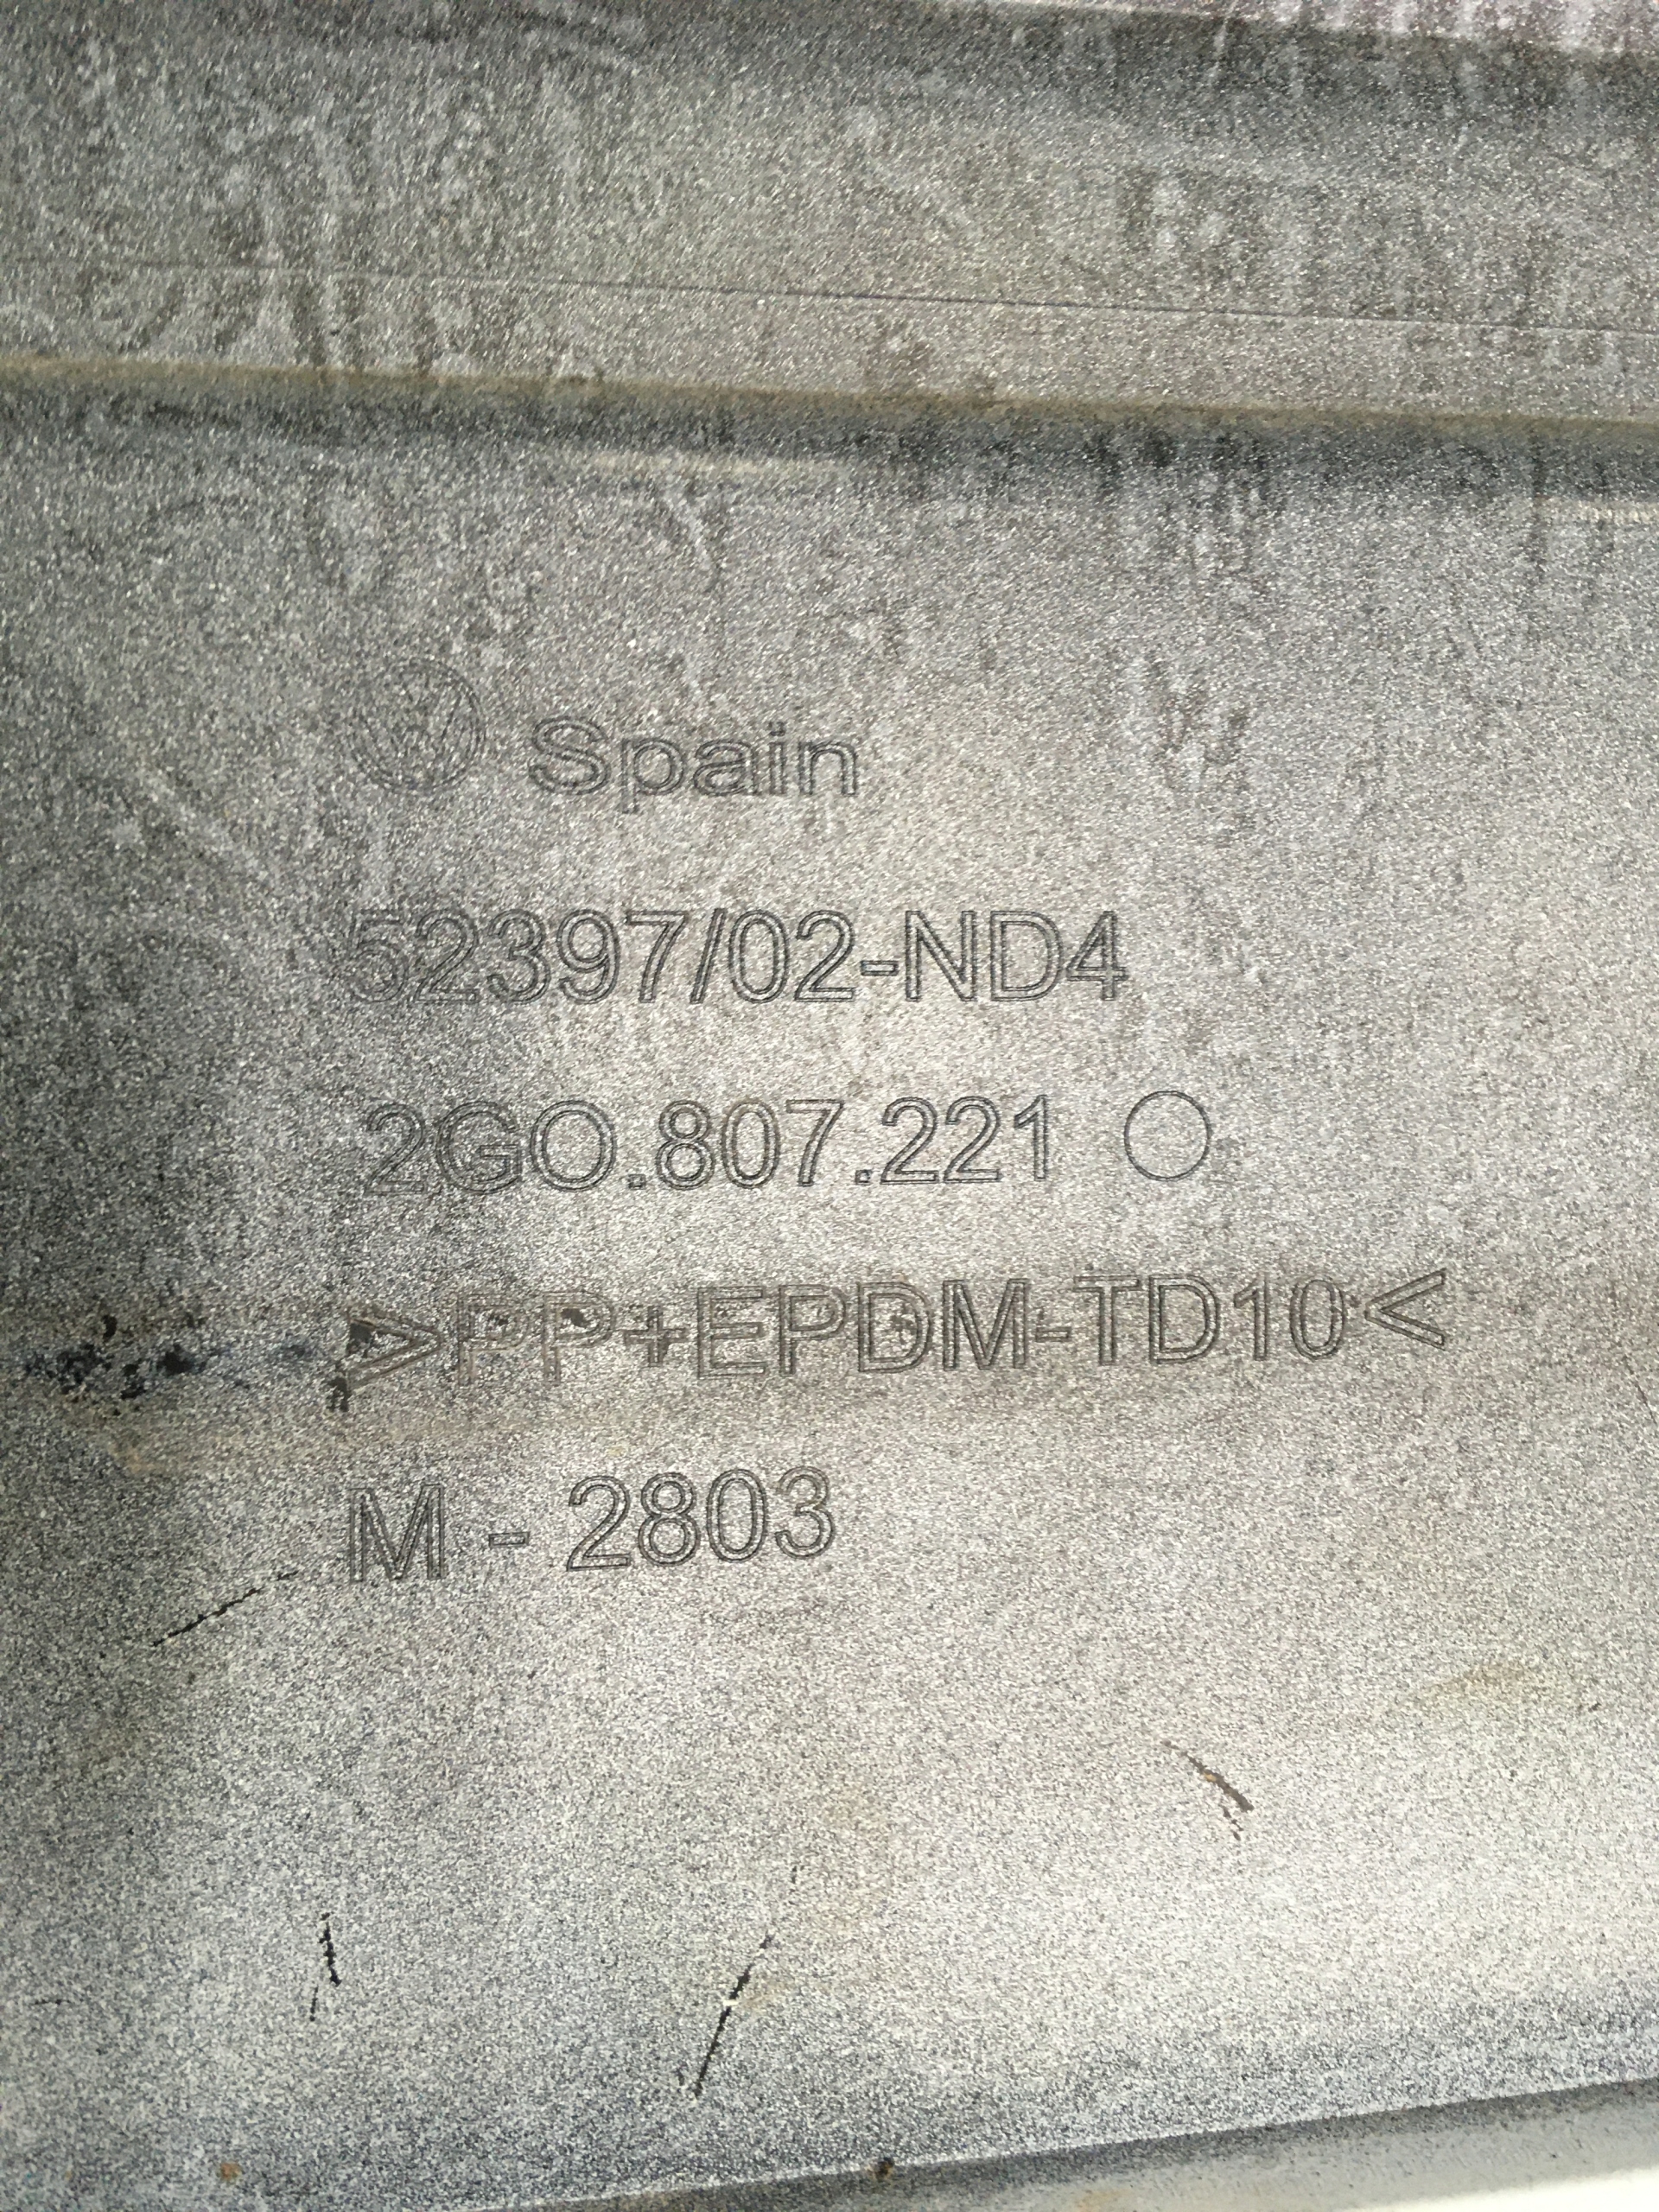 Spain
52397/02-ND4
2GO.807.221
>PP+EPDM-TD10<
M - 2803